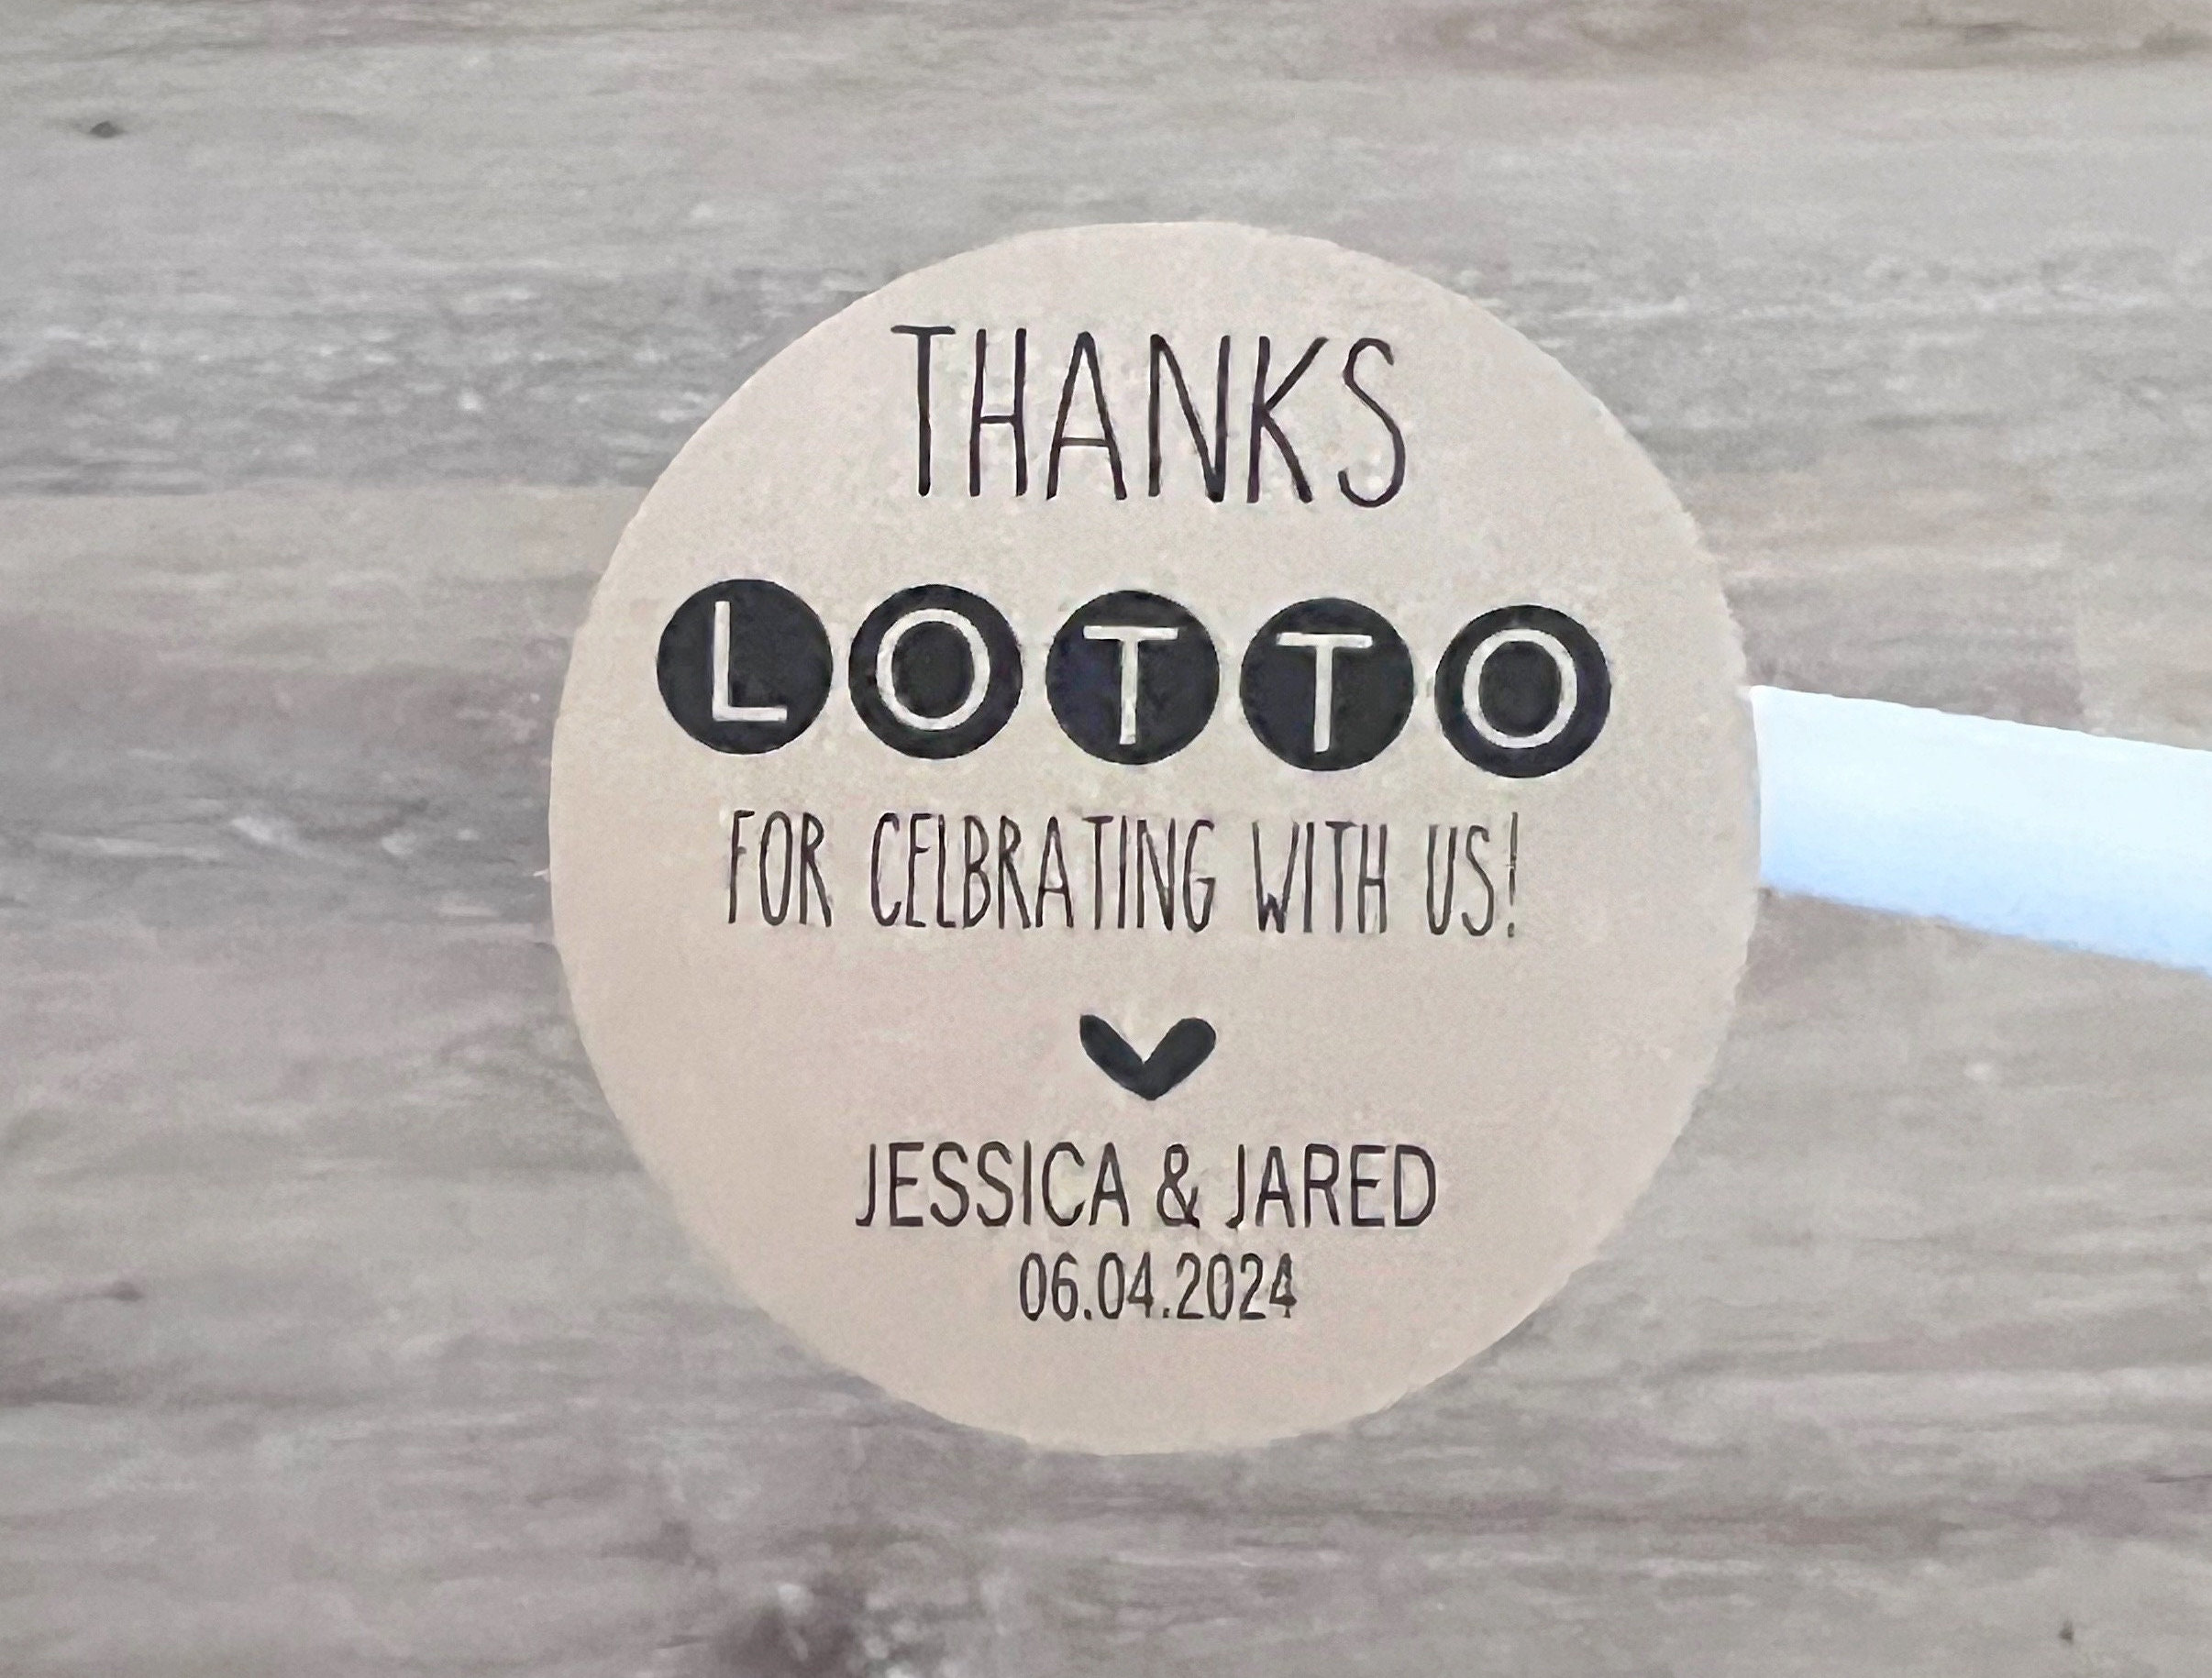 THANKS
LOTTO
FOR CELBRATING WITH US!
JESSICA & JARED
06.04.2024